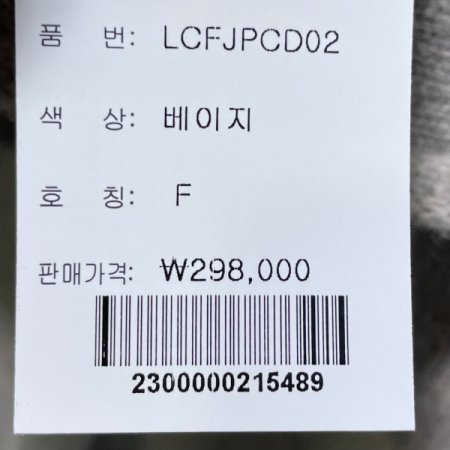 품 번: LCFJPCD02
색 상: 베이지
호 칭: F
판매가격: ₩298,000
2300000215489